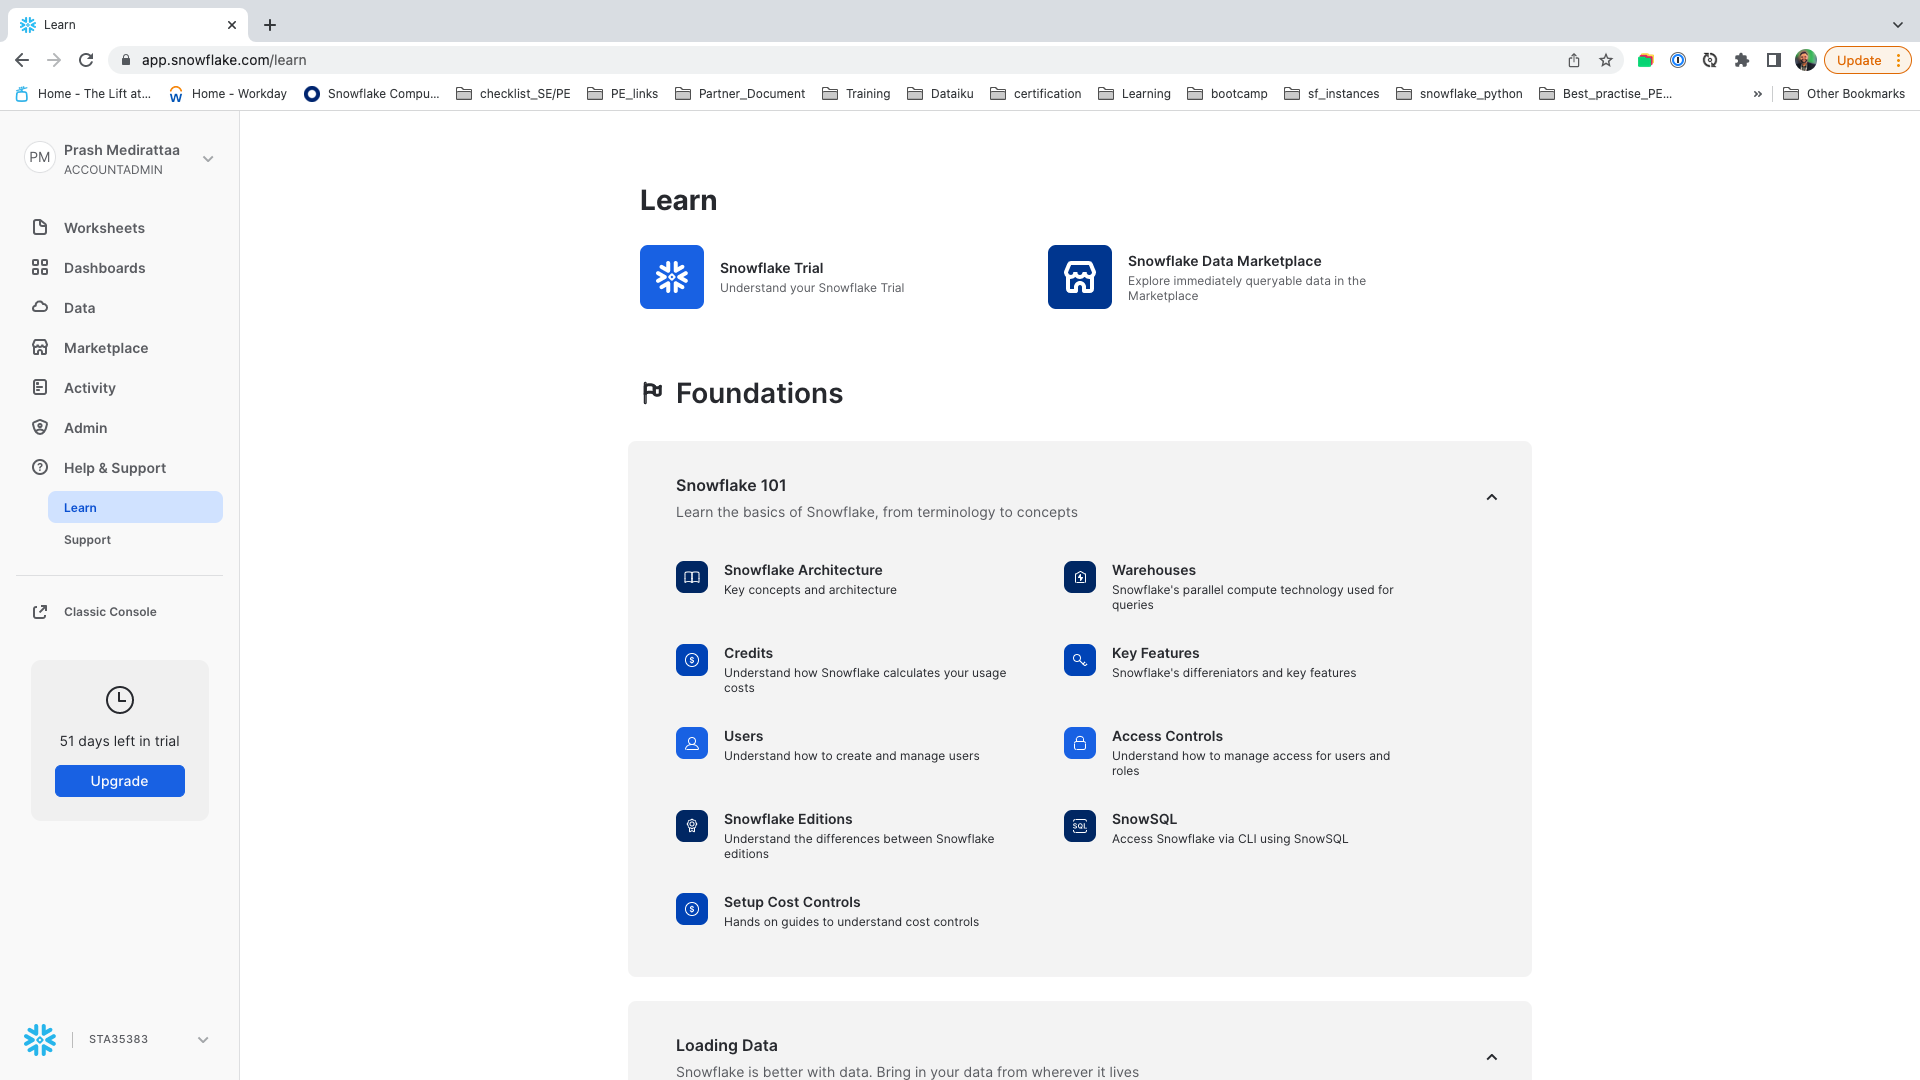 Learn
app.snowflake.com/learn
Update
Home - The Lift at...
Home - Workday
Snowflake Compu...
checklist_SE/PE
PE_links
Partner_Document
Training
Dataiku
certification
Learning
bootcamp
sf_instances
snowflake_python
Best_practise_PE...
»
Other Bookmarks
PM
Prash Medirattaa
ACCOUNTADMIN
Worksheets
Dashboards
Data
Marketplace
Activity
Admin
Help & Support
Learn
Support
Classic Console
51 days left in trial
Upgrade
STA35383
Learn
Snowflake Trial
Understand your Snowflake Trial
Snowflake Data Marketplace
Explore immediately queryable data in the
Marketplace
Foundations
Snowflake 101
Learn the basics of Snowflake, from terminology to concepts
Snowflake Architecture
Key concepts and architecture
Warehouses
Snowflake's parallel compute technology used for
queries
Credits
Understand how Snowflake calculates your usage
costs
Key Features
Snowflake's differeniators and key features
Users
Understand how to create and manage users
Access Controls
Understand how to manage access for users and
roles
Snowflake Editions
Understand the differences between Snowflake
editions
SQL
SnowSQL
Access Snowflake via CLI using SnowSQL
Setup Cost Controls
Hands on guides to understand cost controls
Loading Data
Snowflake is better with data. Bring in your data from wherever it lives